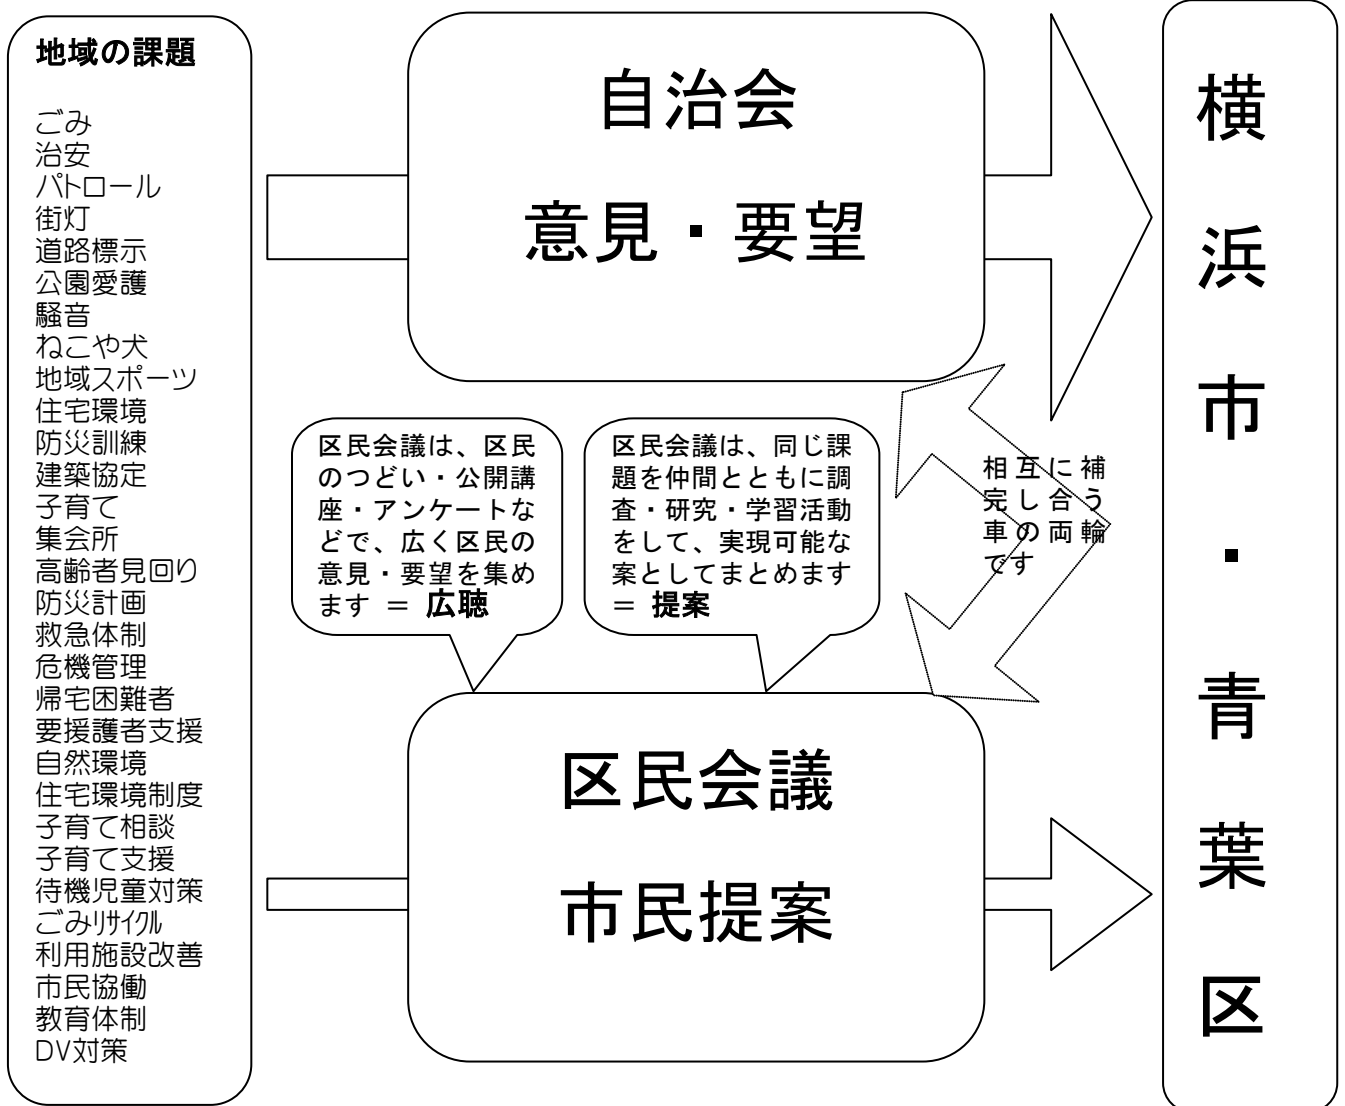 地域の課題
ごみ
治安
パトロール
街灯
道路標示
公園愛護
騒音
ねこや犬
地域スポーツ
住宅環境
防災訓練
建築協定
子育て
集会所
高齢者見回り
防災計画
救急体制
危機管理
帰宅困難者
要援護者支援
自然環境
住宅環境制度
子育て相談
子育て支援
待機児童対策
ごみリサイクル
利用施設改善
市民協働
教育体制
DV対策
自治会
意見・要望
区民会議は、区民
のつどい・公開講
座・アンケートな
どで、広く区民の
意見・要望を集め
ます = 広聴
区民会議は、同じ課
題を仲間とともに調
査・研究・学習活動
をして、実現可能な
案としてまとめます
= 提案
相互に補
完し合う
車の両輪
です
区民会議
市民提案
横浜市・青葉区